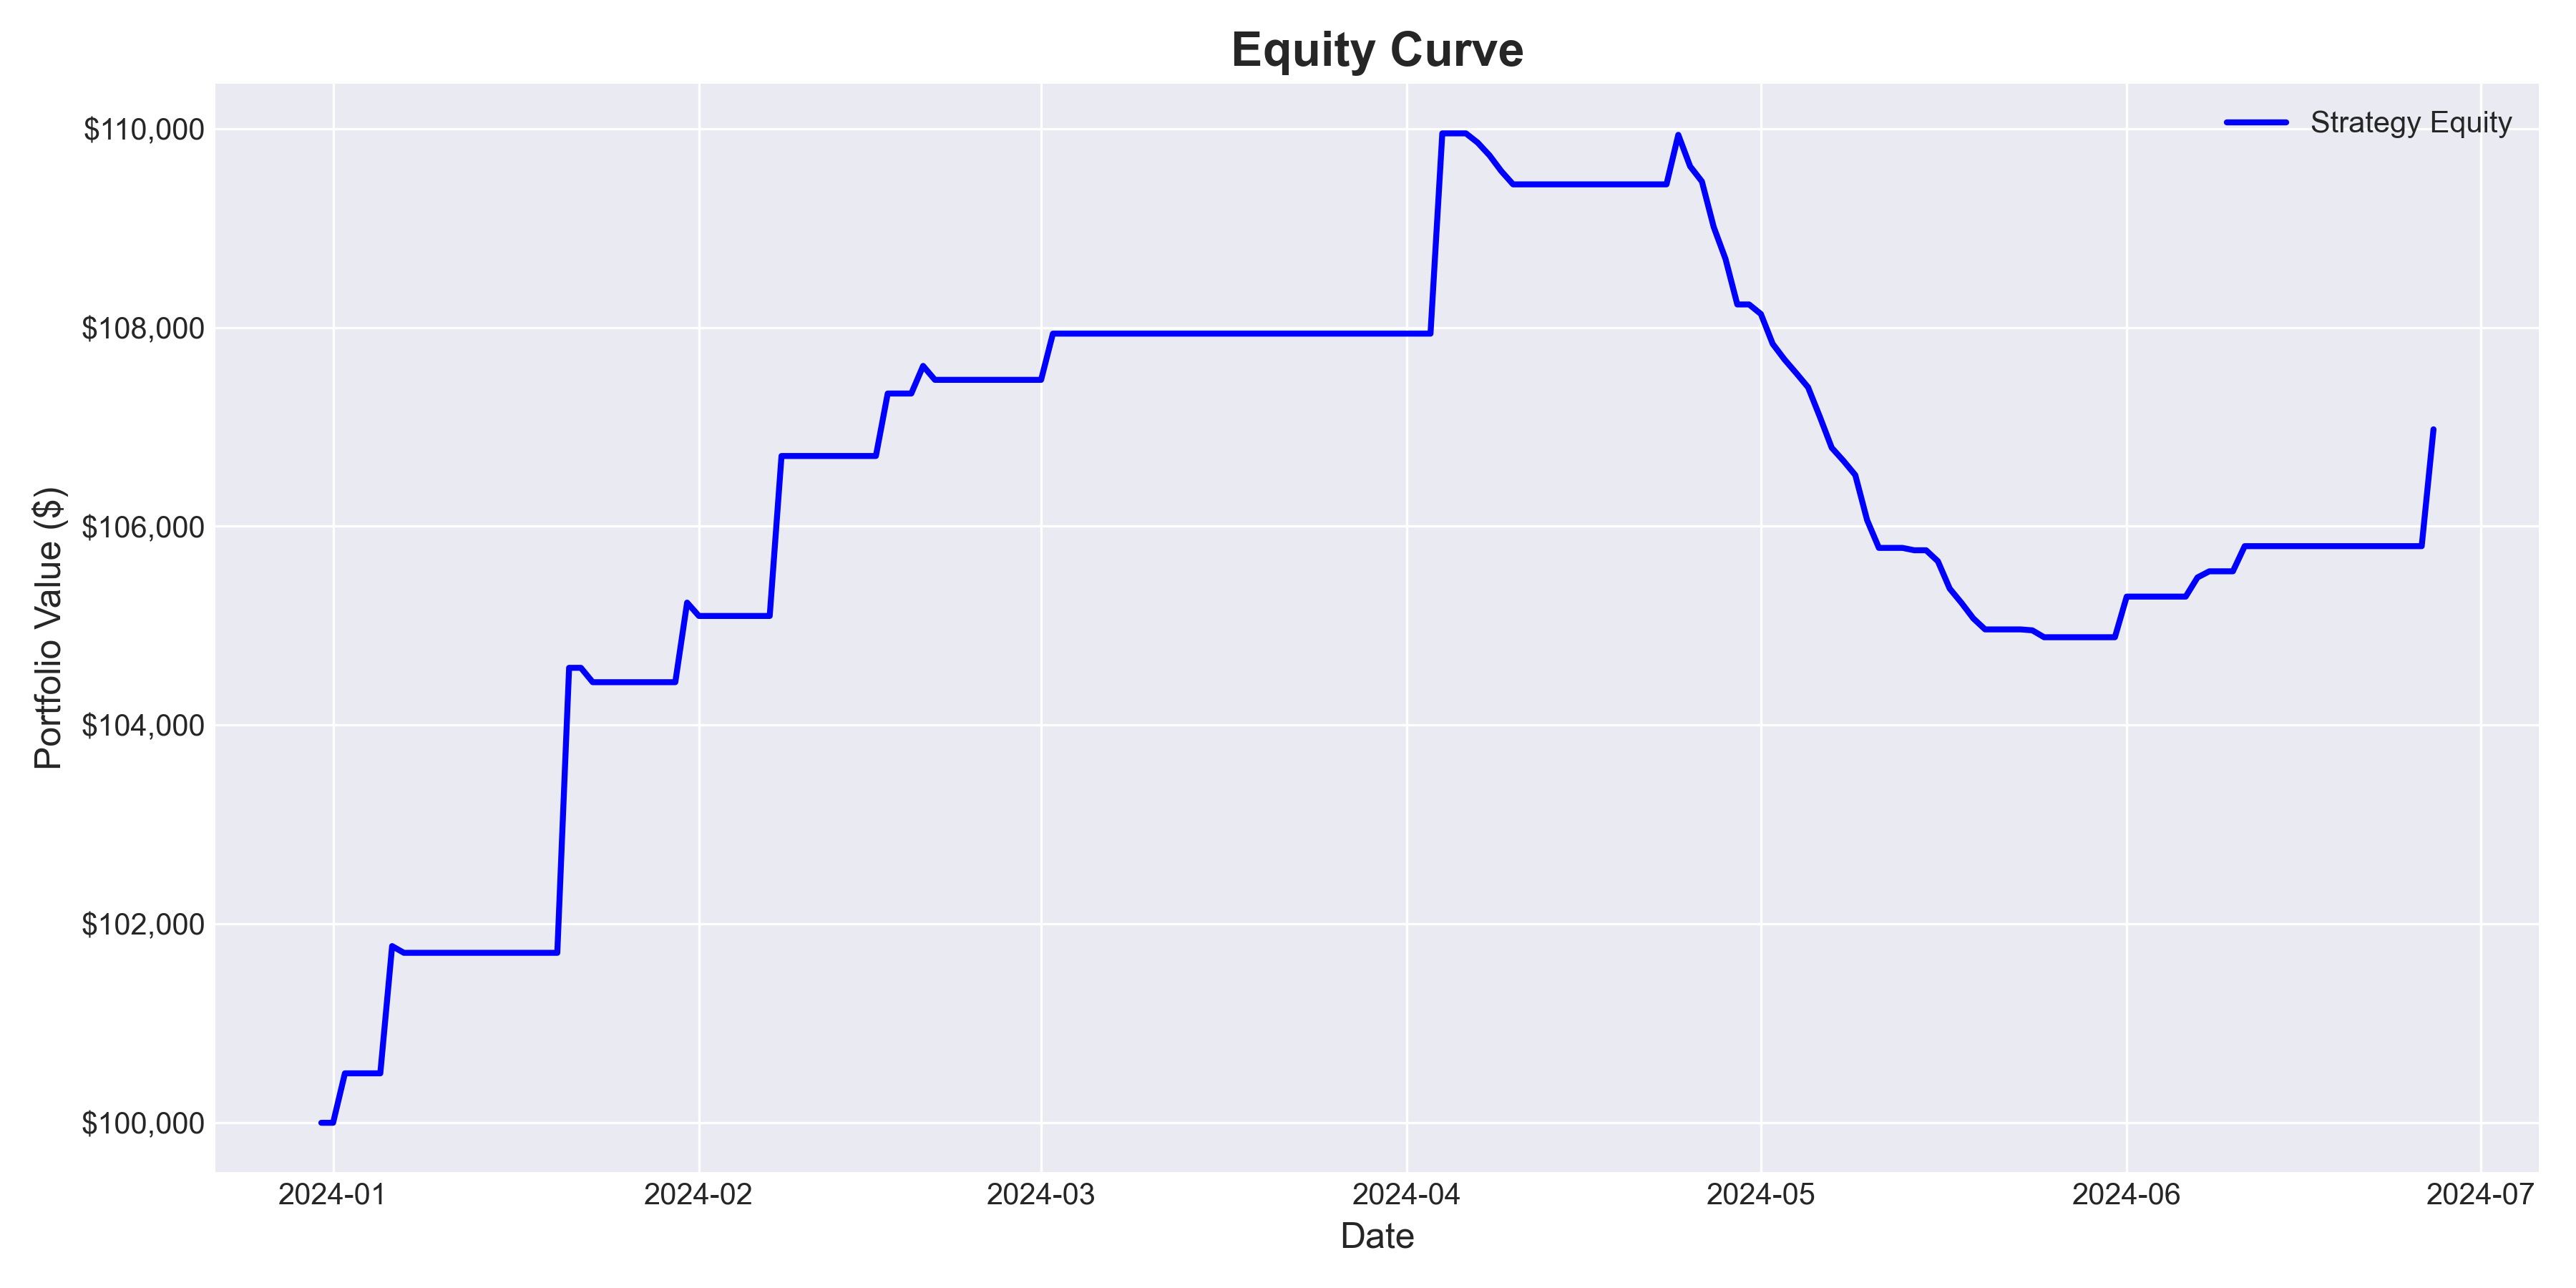 Equity Curve
Strategy Equity
Portfolio Value ($)
$110,000
$108,000
$106,000
$104,000
$102,000
$100,000
2024-01 2024-02 2024-03 2024-04 2024-05 2024-06 2024-07
Date